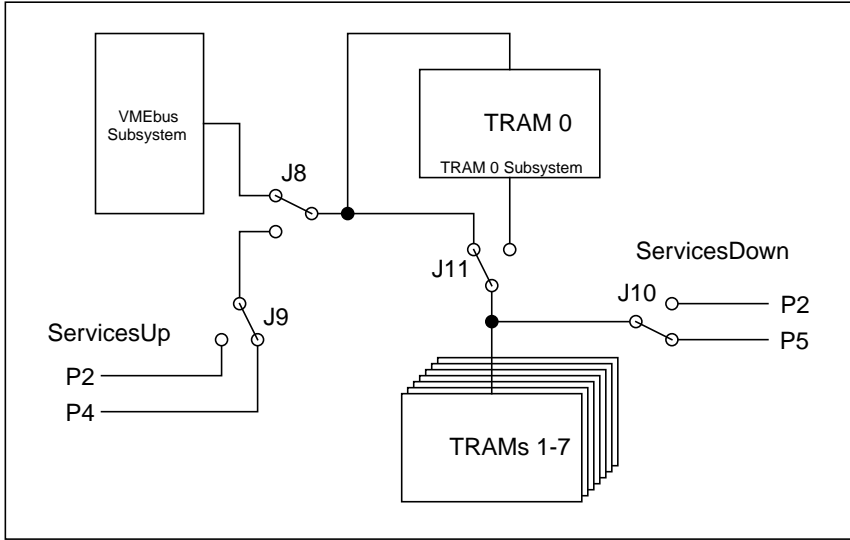 VMEbus
Subsystem
TRAM 0
TRAM 0 Subsystem
J8
J11
ServicesDown
J10
P2
P5
J9
ServicesUp
P2
P4
TRAMs 1-7